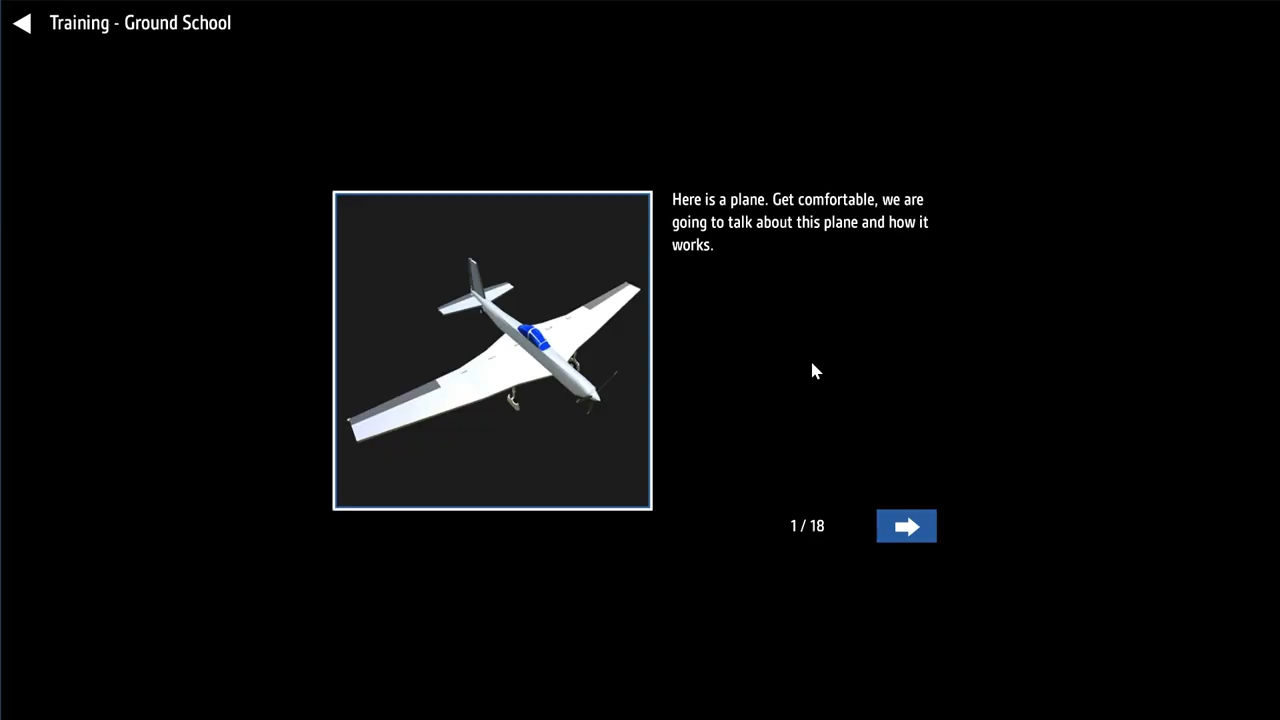 Training - Ground School
Here is a plane. Get comfortable, we are
going to talk about this plane and how it
works.
1 / 18